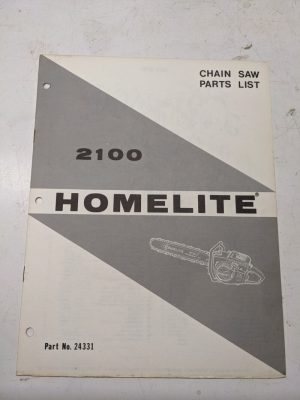 CHAIN SAW
PARTS LIST
2100
HOMELITE®
Part No. 24331